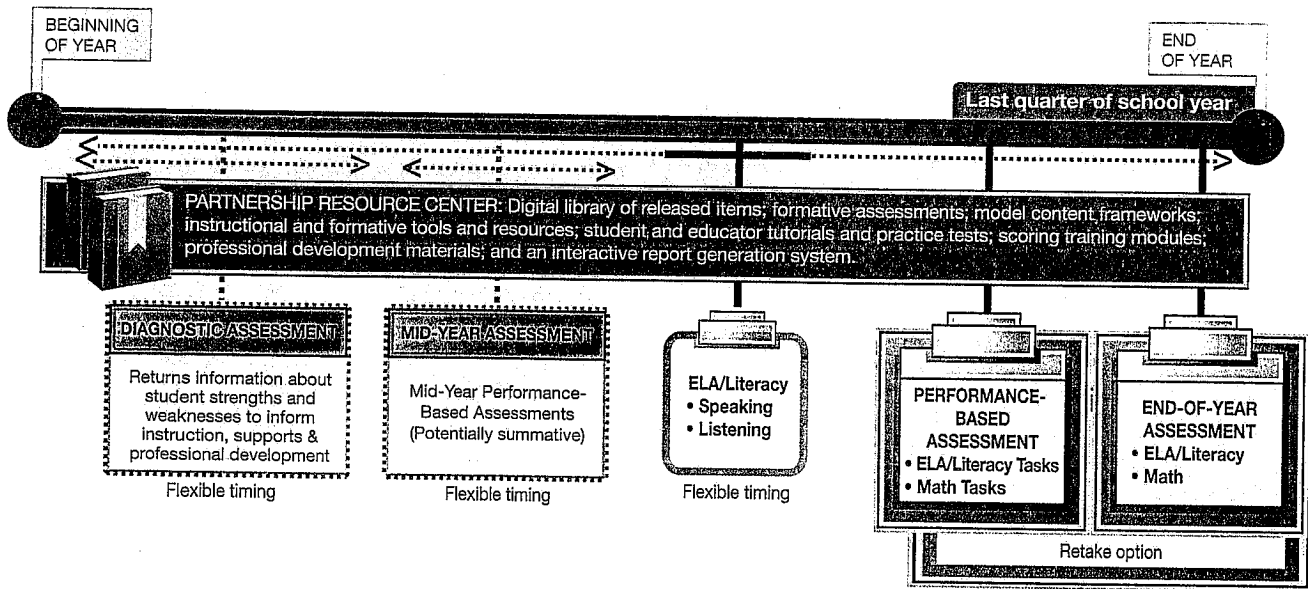 BEGINNING
OF YEAR
END
OF YEAR
Last quarter of school year
PARTNERSHIP RESOURCE CENTER: Digital library of released items; formative assessments; model content frameworks;
instructional and formative tools and resources; student and educator tutorials and practice tests; scoring training modules;
professional development materials; and an interactive report generation system.
DIAGNOSTIC ASSESSMENT
Returns information about
student strengths and
weaknesses to inform
instruction, supports &
professional development
Flexible timing
MID-YEAR ASSESSMENT
Mid-Year Performance-
Based Assessments
(Potentially summative)
Flexible timing
ELA/Literacy
• Speaking
• Listening
Flexible timing
PERFORMANCE-
BASED
ASSESSMENT
• ELA/Literacy Tasks
• Math Tasks
END-OF-YEAR
ASSESSMENT
• ELA/Literacy
• Math
Retake option